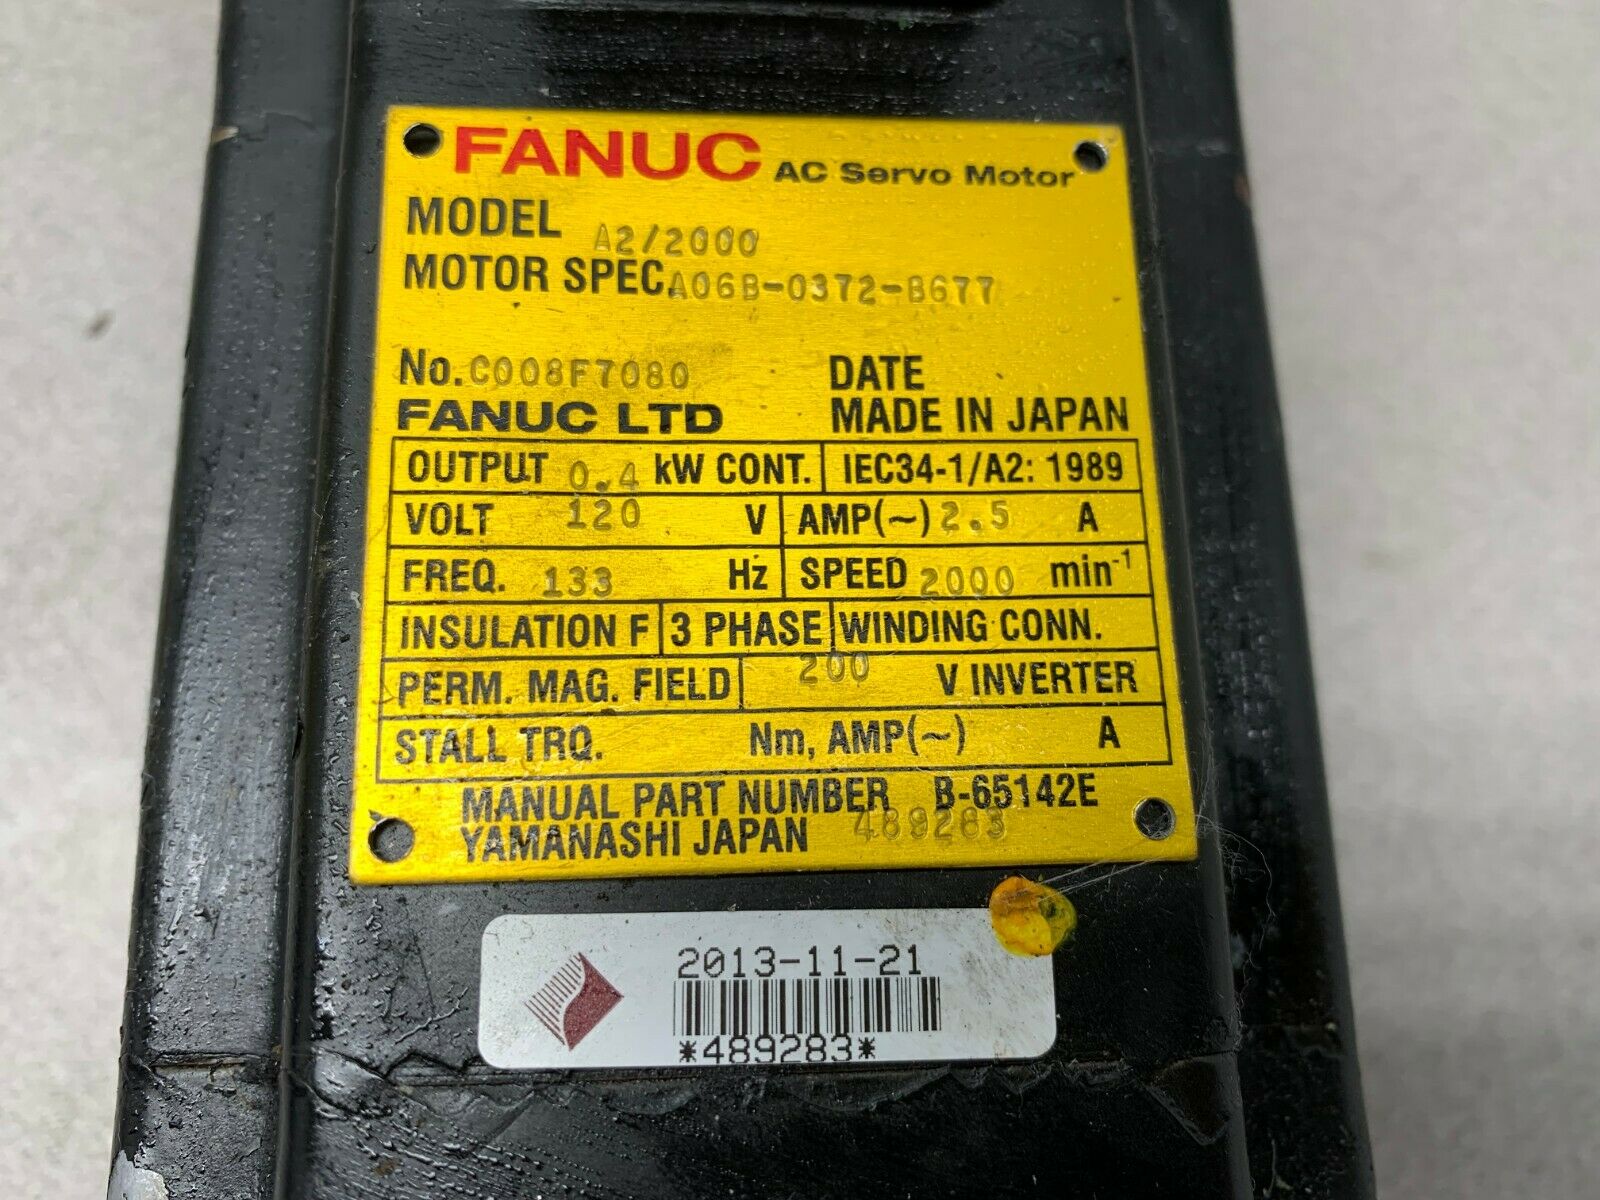 FANUC AC Servo Motor
MODEL A2/2000
MOTOR SPEC. A06B-0372-B677
No. C008F7080 DATE
FANUC LTD MADE IN JAPAN
OUTPUT 0.4 kW CONT. IEC34-1/A2: 1989
VOLT 120 V AMP(~) 2.5 A
FREQ. 133 Hz SPEED 2000 min-1
INSULATION F 3 PHASE WINDING CONN.
PERM. MAG. FIELD 200 V INVERTER
STALL TRQ. Nm, AMP(~) A
MANUAL PART NUMBER B-65142E
YAMANASHI JAPAN 489283
2013-11-21
*489283*